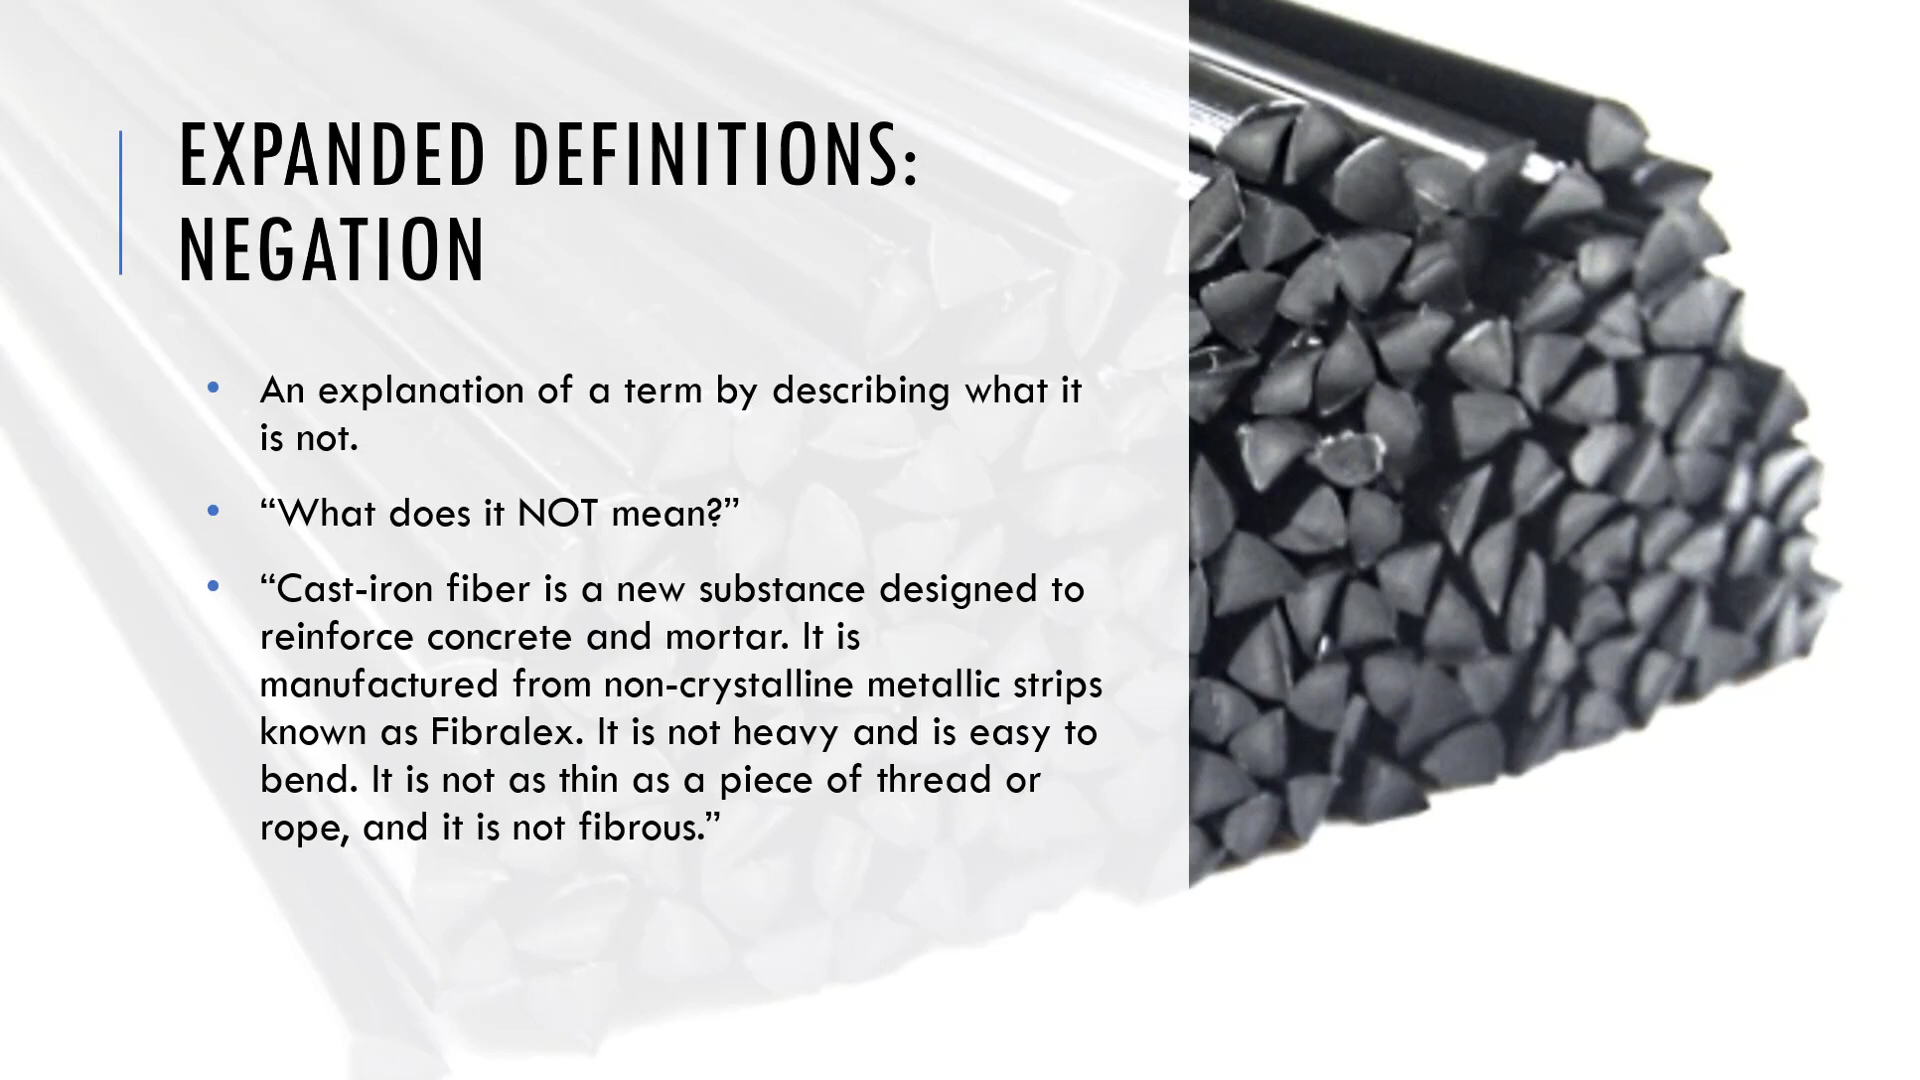 EXPANDED DEFINITIONS:
NEGATION
• An explanation of a term by describing what it
is not.
• “What does it NOT mean?”
• “Cast-iron fiber is a new substance designed to
reinforce concrete and mortar. It is
manufactured from non-crystalline metallic strips
known as Fibralex. It is not heavy and is easy to
bend. It is not as thin as a piece of thread or
rope, and it is not fibrous.”